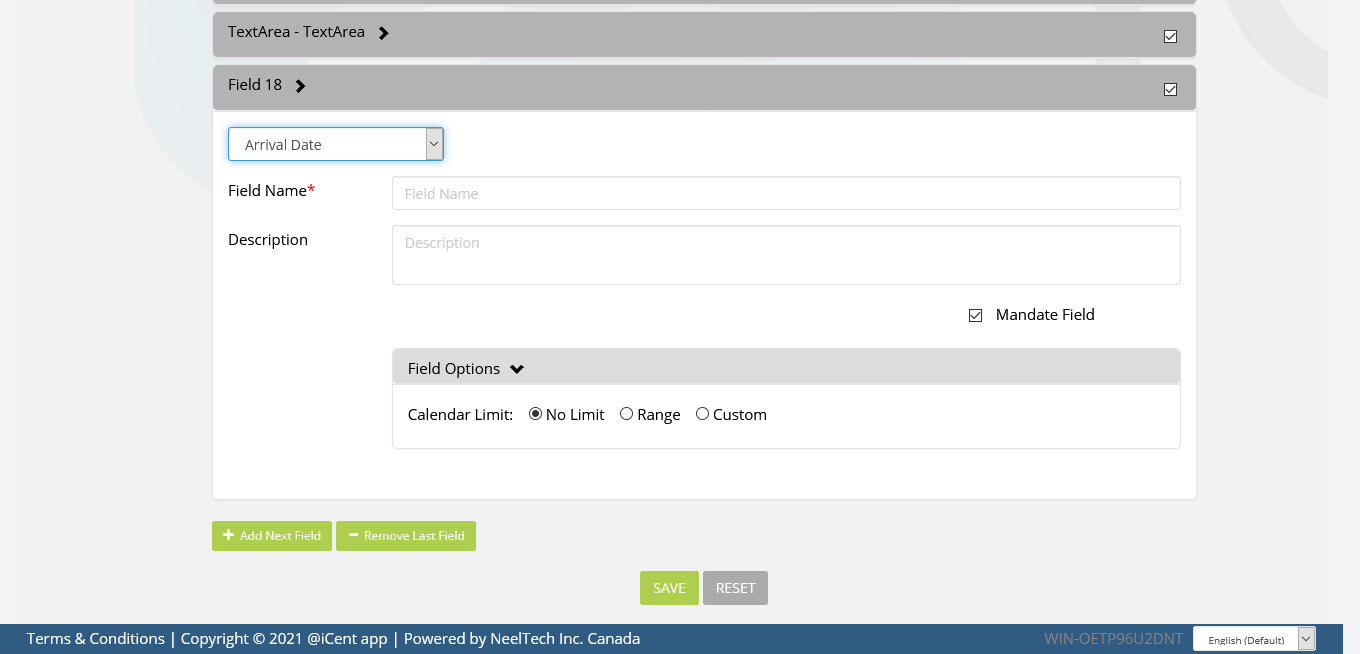 TextArea - TextArea
Field 18
Arrival Date
Field Name*
Field Name
Description
Description
Mandate Field
Field Options
Calendar Limit: No Limit Range Custom
Add Next Field Remove Last Field
SAVE RESET
Terms & Conditions | Copyright © 2021 @iCent app | Powered by NeelTech Inc. Canada WIN-OETP96U2DNT English (Default)